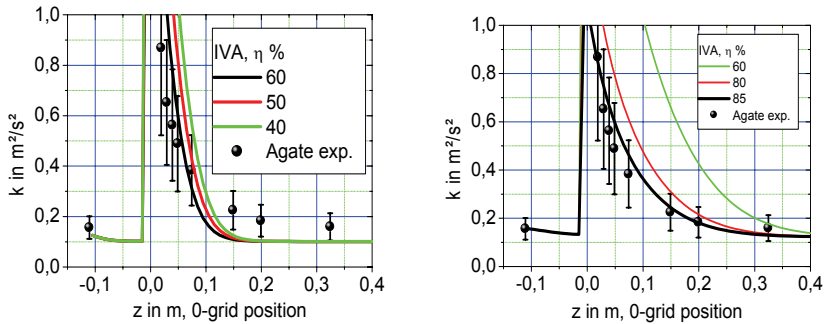 1,0
0,8
0,6
0,4
0,2
0,0
k in m²/s²
IVA, η %
60
50
40
Agate exp.
-0,1 0,0 0,1 0,2 0,3 0,4
z in m, 0-grid position
1,0
0,8
0,6
0,4
0,2
0,0
k in m²/s²
IVA, η %
60
80
85
Agate exp.
-0,1 0,0 0,1 0,2 0,3 0,4
z in m, 0-grid position